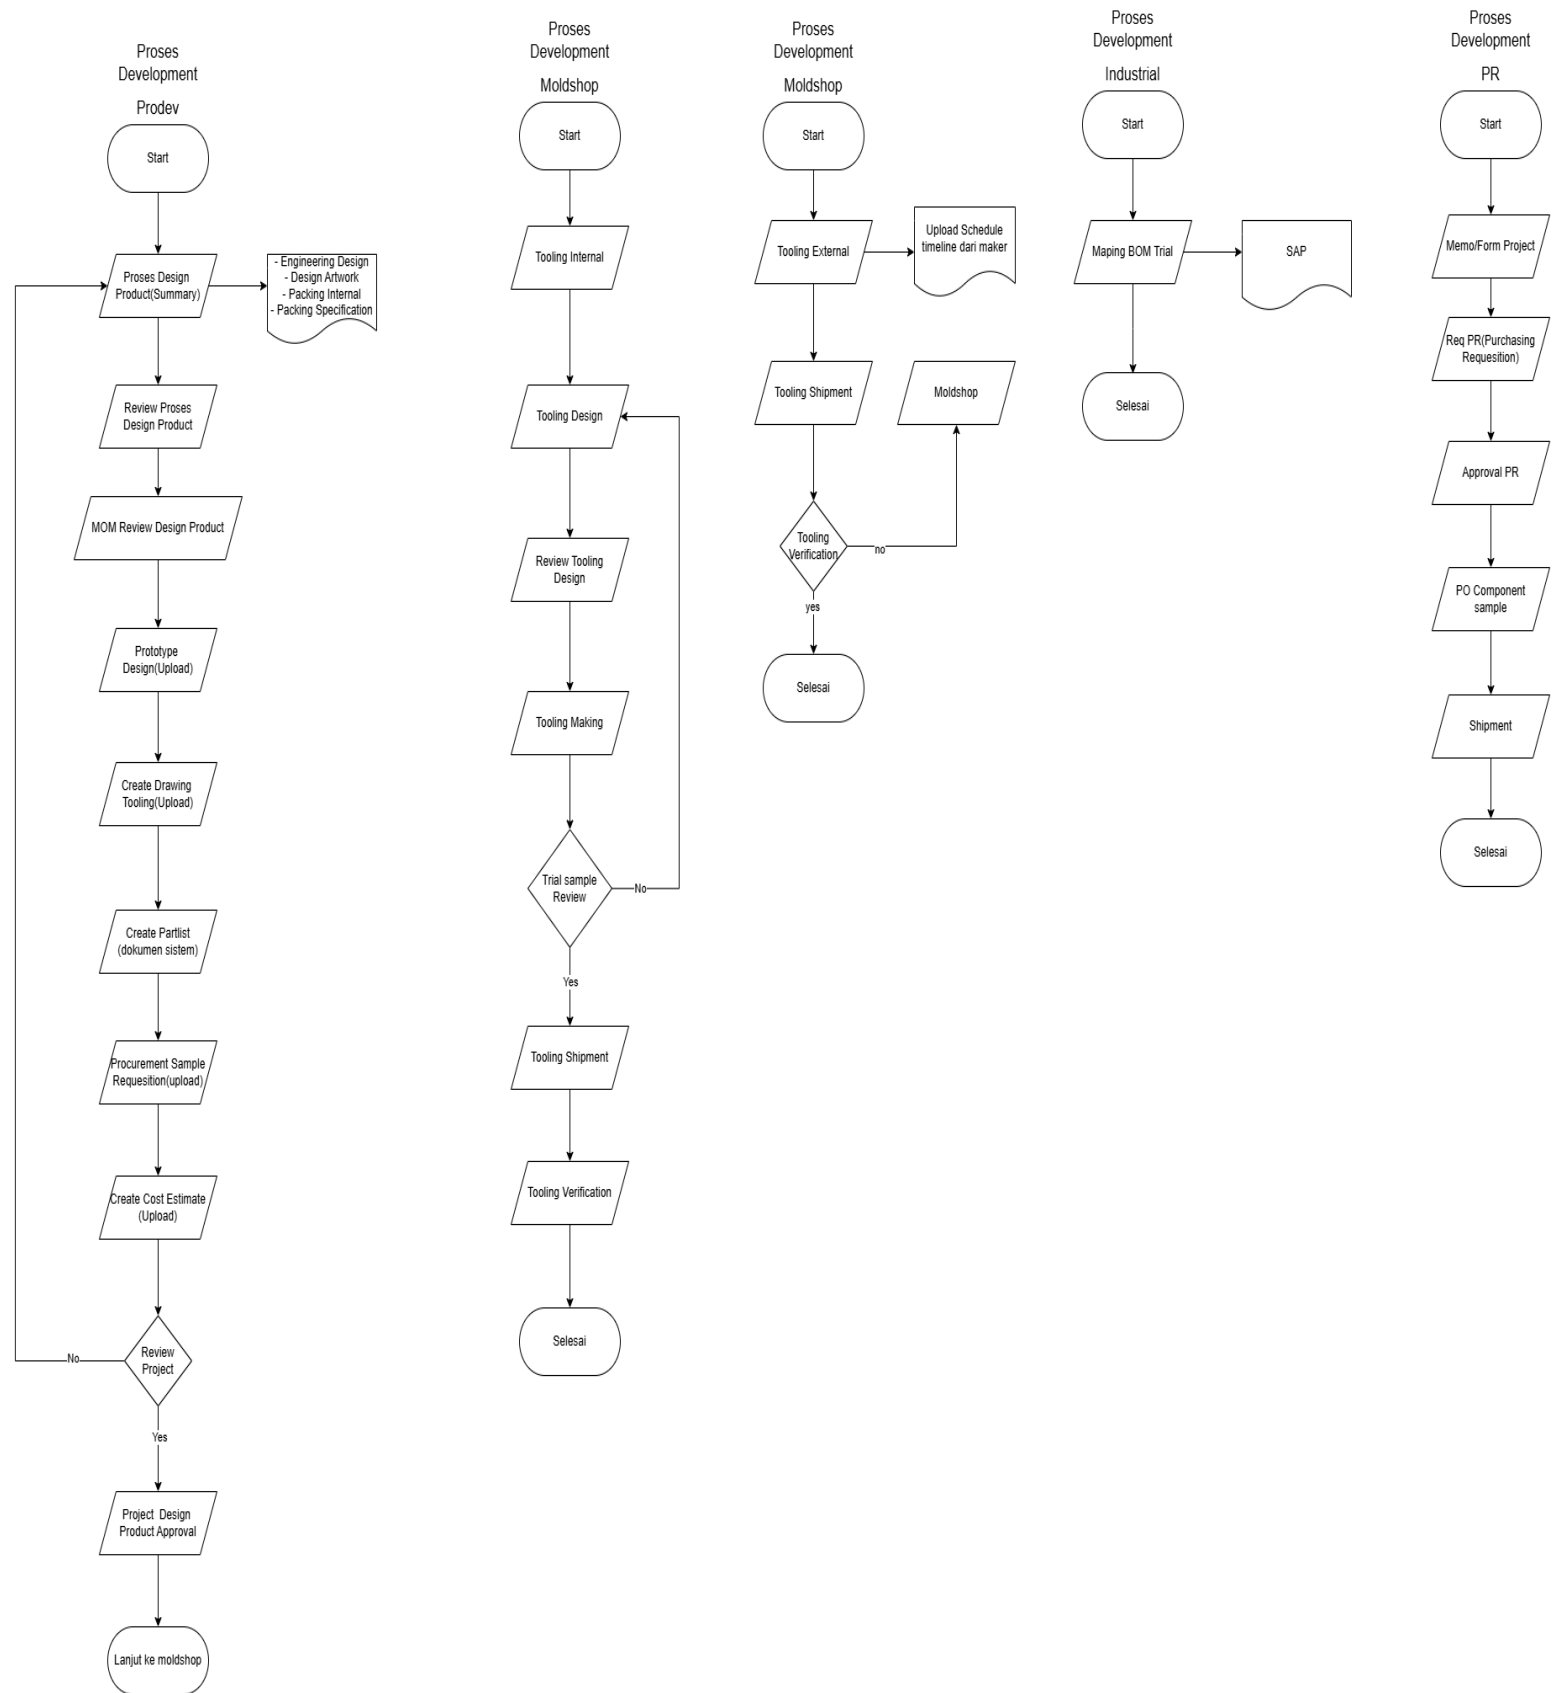 Proses
Development
Prodev
Start
Proses Design
Product(Summary)
- Engineering Design
- Design Artwork
- Packing Internal
- Packing Specification
Review Proses
Design Product
MOM Review Design Product
Prototype
Design(Upload)
Create Drawing
Tooling(Upload)
Create Partlist
(dokumen sistem)
Procurement Sample
Requesition(upload)
Create Cost Estimate
(Upload)
Review
Project
No
Yes
Project Design
Product Approval
Lanjut ke moldshop
Proses
Development
Moldshop
Start
Tooling Internal
Tooling Design
Review Tooling
Design
Tooling Making
Trial sample
Review
No
Yes
Tooling Shipment
Tooling Verification
Selesai
Proses
Development
Moldshop
Start
Tooling External
Upload Schedule
timeline dari maker
Tooling Shipment
Moldshop
Tooling
Verification
no
yes
Selesai
Proses
Development
Industrial
Start
Maping BOM Trial
SAP
Selesai
Proses
Development
PR
Start
Memo/Form Project
Req PR(Purchasing
Requesition)
Approval PR
PO Component
sample
Shipment
Selesai